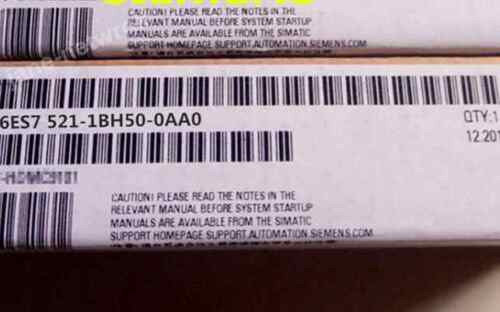 CAUTION! PLEASE READ THE NOTES IN THE
RELEVANT MANUAL BEFORE SYSTEM STARTUP
MANUALS ARE AVAILABLE FROM THE SIMATIC
SUPPORT HOMEPAGE SUPPORT.AUTOMATION.SIEMENS.COM
6ES7 521-1BH50-0AA0
QTY:1
12.201
CAUTION! PLEASE READ THE NOTES IN THE
RELEVANT MANUAL BEFORE SYSTEM STARTUP
MANUALS ARE AVAILABLE FROM THE SIMATIC
SUPPORT HOMEPAGE SUPPORT.AUTOMATION.SIEMENS.COM